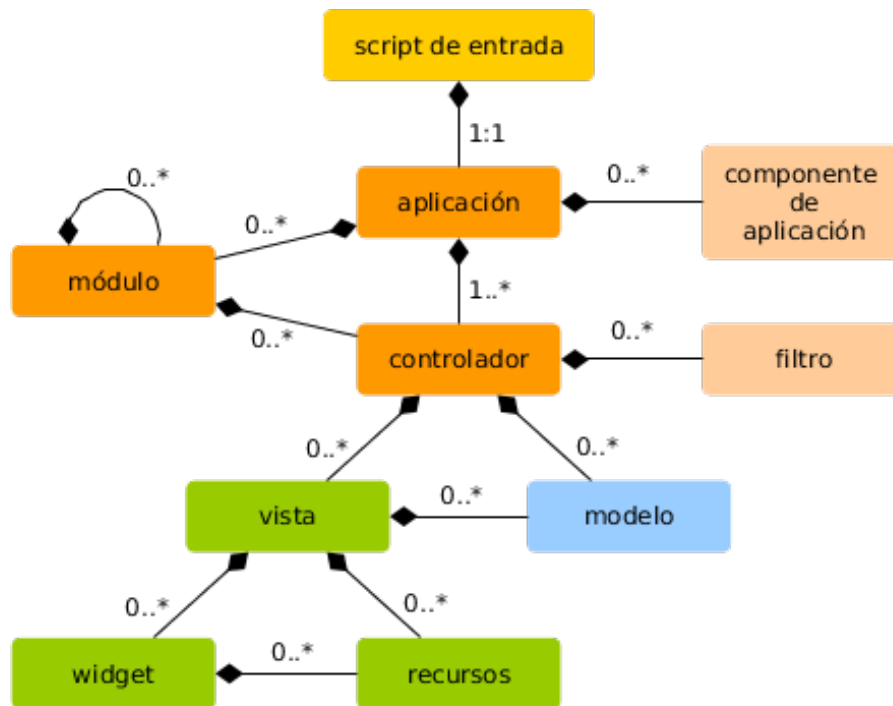 script de entrada
1:1
0..*
aplicación
0..*
componente
de
aplicación
0..*
módulo
1..*
0..*
controlador
0..*
filtro
0..*
0..*
vista
0..*
modelo
0..*
0..*
widget
0..*
recursos